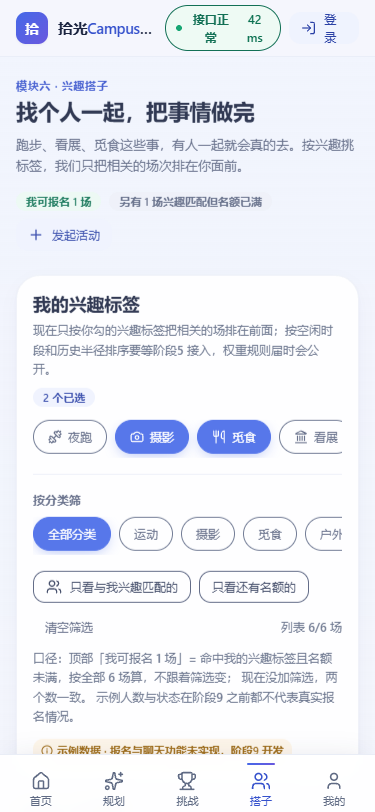 拾
拾光Campus...
接口正常
42 ms
登录
模块六 · 兴趣搭子
找个人一起，把事情做完
跑步、看展、觅食这些事，有人一起就会真的去。按兴趣挑
标签，我们只把相关的场次排在你面前。
我可报名 1 场
另有 1 场兴趣匹配但名额已满
发起活动
我的兴趣标签
现在只按你勾的兴趣标签把相关的场排在前面；按空闲时
段和历史半径排序要等阶段5 接入，权重规则届时会公
开。
2 个已选
夜跑
摄影
觅食
看展
按分类筛
全部分类
运动
摄影
觅食
户外
只看与我兴趣匹配的
只看还有名额的
清空筛选
列表 6/6 场
口径：顶部「我可报名 1 场」= 命中我的兴趣标签且名额
未满，按全部 6 场算，不跟着筛选变； 现在没加筛选，两
个数一致。 示例人数与状态在阶段9 之前都不代表真实报
名情况。
示例数据 · 报名与聊天功能未实现，阶段9 开发
首页
规划
挑战
搭子
我的